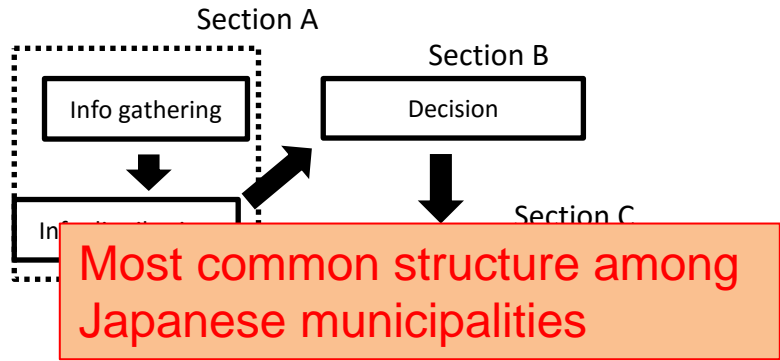 Section A
Section B
Info gathering
Decision
Section C
Most common structure among
Japanese municipalities